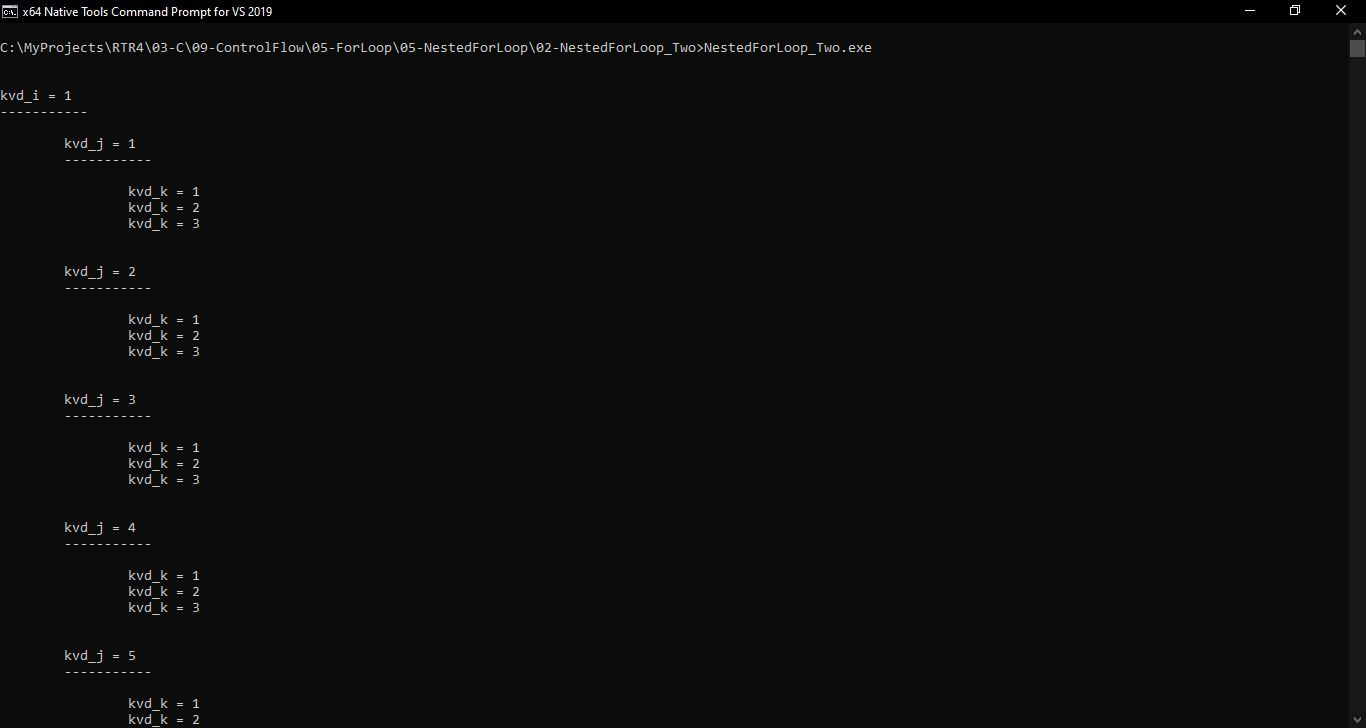 x64 Native Tools Command Prompt for VS 2019
C:\MyProjects\RTR4\03-C\09-ControlFlow\05-ForLoop\05-NestedForLoop\02-NestedForLoop_Two>NestedForLoop_Two.exe
kvd_i = 1
-----------
kvd_j = 1
-----------
kvd_k = 1
kvd_k = 2
kvd_k = 3
kvd_j = 2
-----------
kvd_k = 1
kvd_k = 2
kvd_k = 3
kvd_j = 3
-----------
kvd_k = 1
kvd_k = 2
kvd_k = 3
kvd_j = 4
-----------
kvd_k = 1
kvd_k = 2
kvd_k = 3
kvd_j = 5
-----------
kvd_k = 1
kvd_k = 2